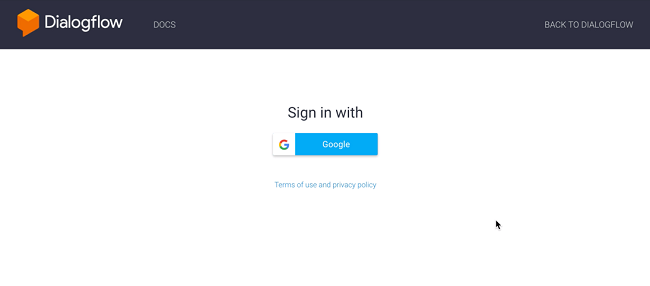 Dialogflow DOCS BACK TO DIALOGFLOW
Sign in with
Google
Terms of use and privacy policy